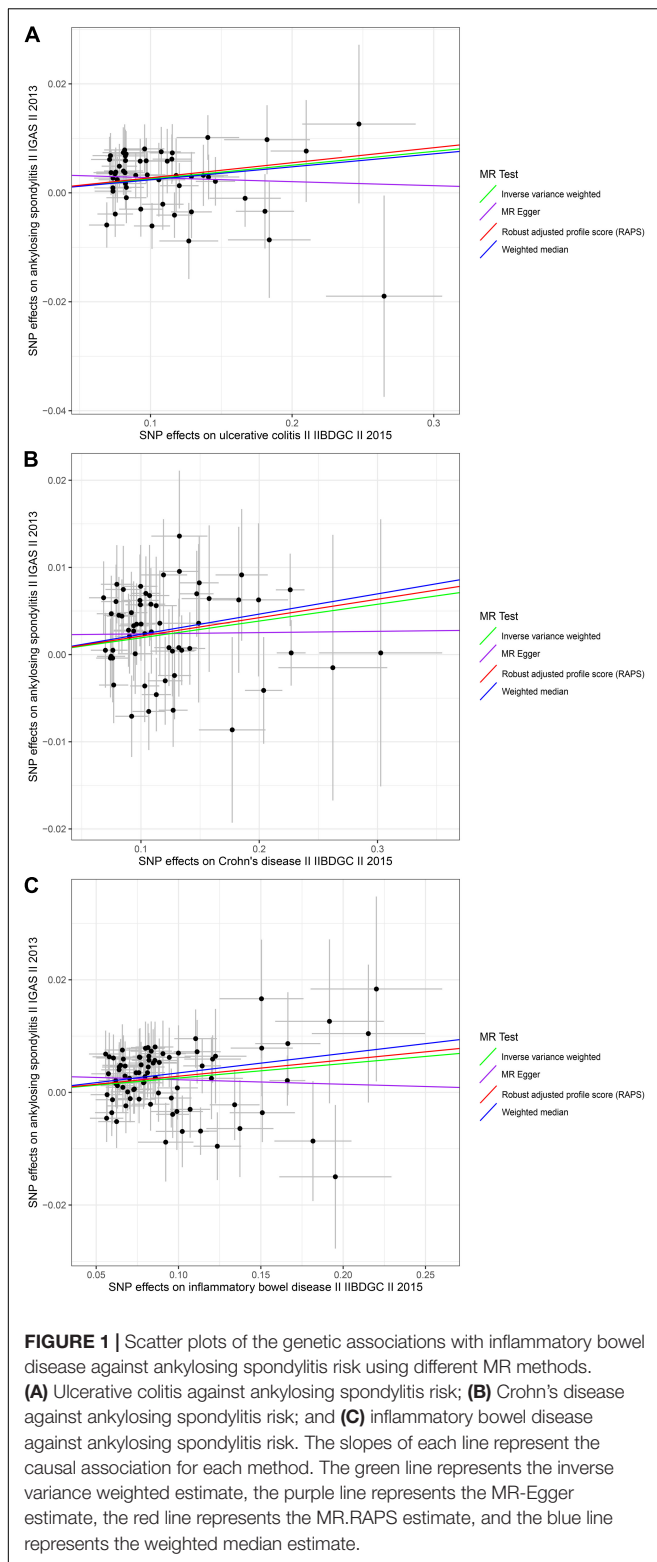 A
0.02
0.00
−0.02
−0.04
SNP effects on ankylosing spondylitis II IGAS II 2013
0.1
0.2
0.3
SNP effects on ulcerative colitis II IIBDGC II 2015
MR Test
Inverse variance weighted
MR Egger
Robust adjusted profile score (RAPS)
Weighted median
B
0.02
0.01
0.00
−0.01
−0.02
SNP effects on ankylosing spondylitis II IGAS II 2013
0.1
0.2
0.3
SNP effects on Crohn's disease II IIBDGC II 2015
MR Test
Inverse variance weighted
MR Egger
Robust adjusted profile score (RAPS)
Weighted median
C
0.02
0.00
−0.02
SNP effects on ankylosing spondylitis II IGAS II 2013
0.05
0.10
0.15
0.20
0.25
SNP effects on inflammatory bowel disease II IIBDGC II 2015
MR Test
Inverse variance weighted
MR Egger
Robust adjusted profile score (RAPS)
Weighted median
FIGURE 1 | Scatter plots of the genetic associations with inflammatory bowel
disease against ankylosing spondylitis risk using different MR methods.
(A) Ulcerative colitis against ankylosing spondylitis risk; (B) Crohn's disease
against ankylosing spondylitis risk; and (C) inflammatory bowel disease
against ankylosing spondylitis risk. The slopes of each line represent the
causal association for each method. The green line represents the inverse
variance weighted estimate, the purple line represents the MR-Egger
estimate, the red line represents the MR.RAPS estimate, and the blue line
represents the weighted median estimate.